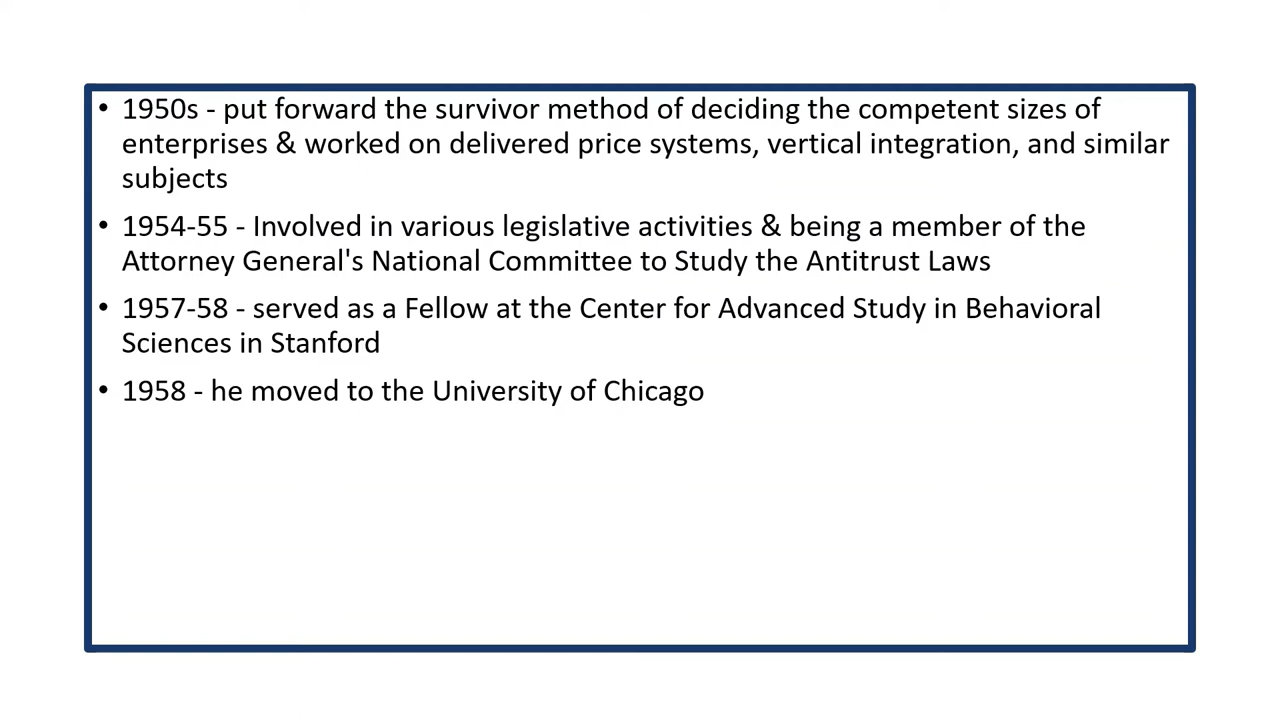 • 1950s - put forward the survivor method of deciding the competent sizes of
enterprises & worked on delivered price systems, vertical integration, and similar
subjects
• 1954-55 - Involved in various legislative activities & being a member of the
Attorney General's National Committee to Study the Antitrust Laws
• 1957-58 - served as a Fellow at the Center for Advanced Study in Behavioral
Sciences in Stanford
• 1958 - he moved to the University of Chicago